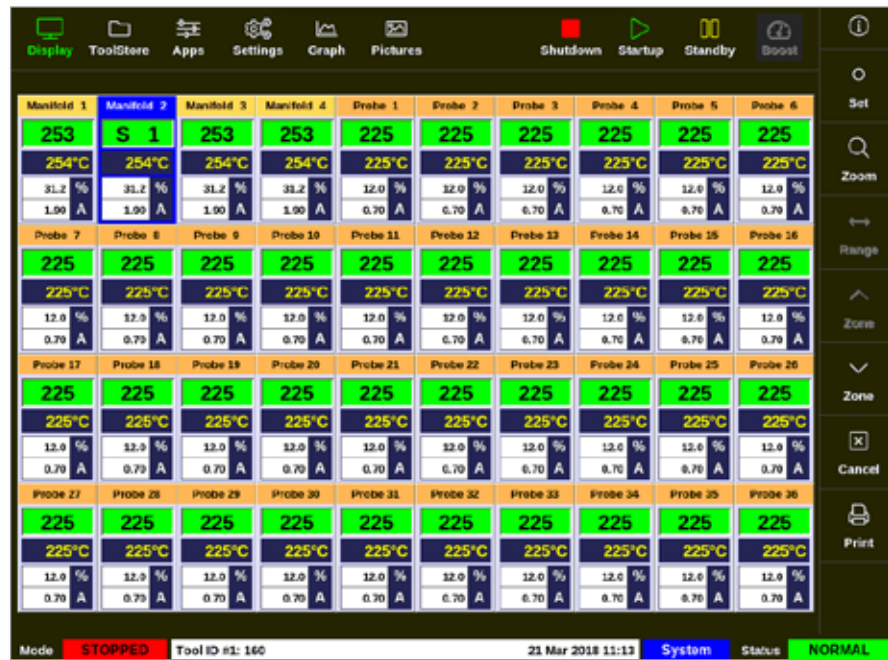 Display ToolStore Apps Settings Graph Pictures Shutdown Startup Standby Boost
Set
Zoom
Range
Zone
Zone
Cancel
Print
Manifold 1 Manifold 2 Manifold 3 Manifold 4 Probe 1 Probe 2 Probe 3 Probe 4 Probe 5 Probe 6
253 S 1 253 253 225 225 225 225 225 225
254°C 254°C 254°C 254°C 225°C 225°C 225°C 225°C 225°C 225°C
31.2 % 31.2 % 31.2 % 31.2 % 12.0 % 12.0 % 12.0 % 12.0 % 12.0 % 12.0 %
1.90 A 1.90 A 1.90 A 1.90 A 0.70 A 0.70 A 0.70 A 0.70 A 0.70 A 0.70 A
Probe 7 Probe 8 Probe 9 Probe 10 Probe 11 Probe 12 Probe 13 Probe 14 Probe 15 Probe 16
225 225 225 225 225 225 225 225 225 225
225°C 225°C 225°C 225°C 225°C 225°C 225°C 225°C 225°C 225°C
12.0 % 12.0 % 12.0 % 12.0 % 12.0 % 12.0 % 12.0 % 12.0 % 12.0 % 12.0 %
0.70 A 0.70 A 0.70 A 0.70 A 0.70 A 0.70 A 0.70 A 0.70 A 0.70 A 0.70 A
Probe 17 Probe 18 Probe 19 Probe 20 Probe 21 Probe 22 Probe 23 Probe 24 Probe 25 Probe 26
225 225 225 225 225 225 225 225 225 225
225°C 225°C 225°C 225°C 225°C 225°C 225°C 225°C 225°C 225°C
12.0 % 12.0 % 12.0 % 12.0 % 12.0 % 12.0 % 12.0 % 12.0 % 12.0 % 12.0 %
0.70 A 0.70 A 0.70 A 0.70 A 0.70 A 0.70 A 0.70 A 0.70 A 0.70 A 0.70 A
Probe 27 Probe 28 Probe 29 Probe 30 Probe 31 Probe 32 Probe 33 Probe 34 Probe 35 Probe 36
225 225 225 225 225 225 225 225 225 225
225°C 225°C 225°C 225°C 225°C 225°C 225°C 225°C 225°C 225°C
12.0 % 12.0 % 12.0 % 12.0 % 12.0 % 12.0 % 12.0 % 12.0 % 12.0 % 12.0 %
0.70 A 0.70 A 0.70 A 0.70 A 0.70 A 0.70 A 0.70 A 0.70 A 0.70 A 0.70 A
Mode STOPPED Tool ID #1: 160 21 Mar 2018 11:13 System Status NORMAL